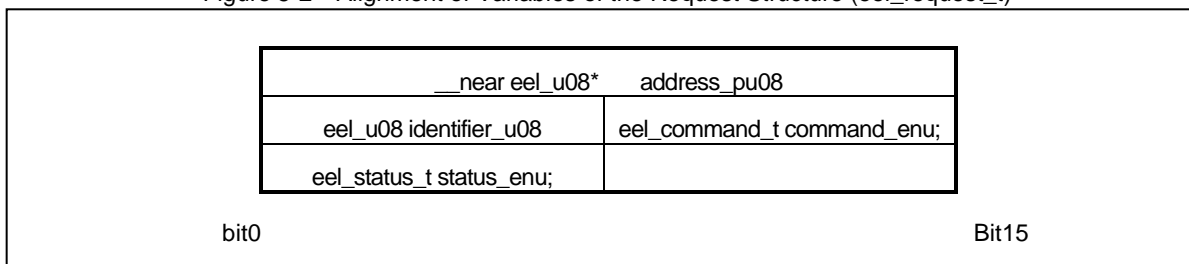 Figure 5-2 Alignment of Variables of the Request Structure (eel_request_t)
__near eel_u08* address_pu08
eel_u08 identifier_u08 eel_command_t command_enu;
eel_status_t status_enu;
bit0 Bit15